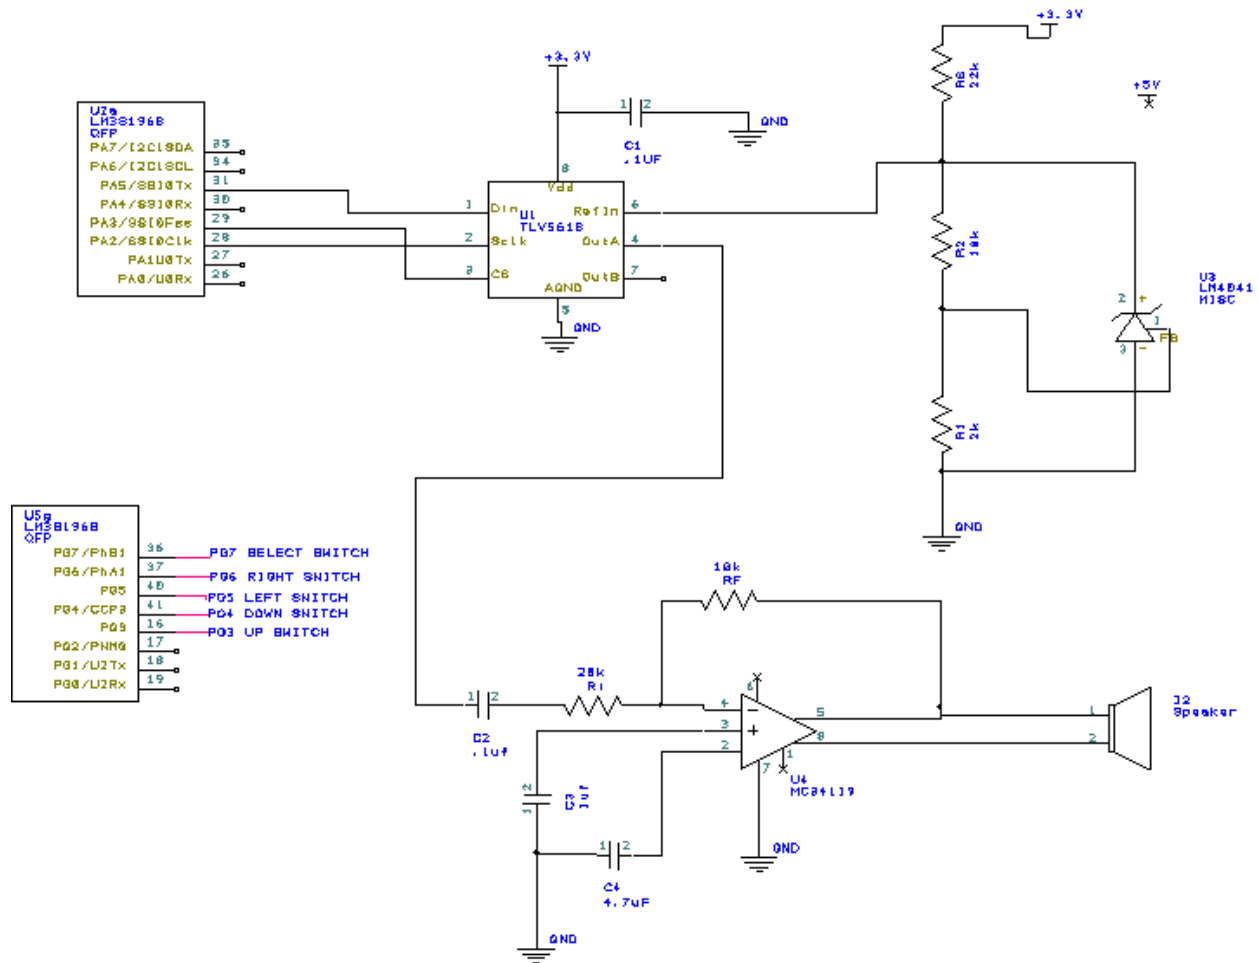 +3.3V
R6
22k
+5V
U2a
LM3S1968
QFP
PA7/I2C1SDA 35
PA6/I2C1SCL 34
PA5/SSI0Tx 31
PA4/SSI0Rx 30
PA3/SSI0Fss 29
PA2/SSI0Clk 28
PA1U0Tx 27
PA0/U0Rx 26
+3.3V
1 2
C1
.1UF
GND
8
Vdd
1 Din
2 Sclk
3 CS
U1
TLV5618
RefIn 6
OutA 4
OutB 7
AGND
5
GND
R2
10k
R1
2k
GND
U3
LM4041
MISC
2 +
1
FB
3 -
U5g
LM3S1968
QFP
PG7/PhB1 36
PG6/PhA1 37
PG5 40
PG4/CCP3 41
PG3 16
PG2/PWM0 17
PG1/U2Tx 18
PG0/U2Rx 19
PG7 SELECT SWITCH
PG6 RIGHT SWITCH
PG5 LEFT SWITCH
PG4 DOWN SWITCH
PG3 UP SWITCH
10k
RF
20k
Ri
1 2
C2
.1uf
4 -
3 +
2
6
5
8
1
7
U4
MC34119
GND
1
2
J2
Speaker
2
1
C3
1uf
1 2
C4
4.7uF
GND